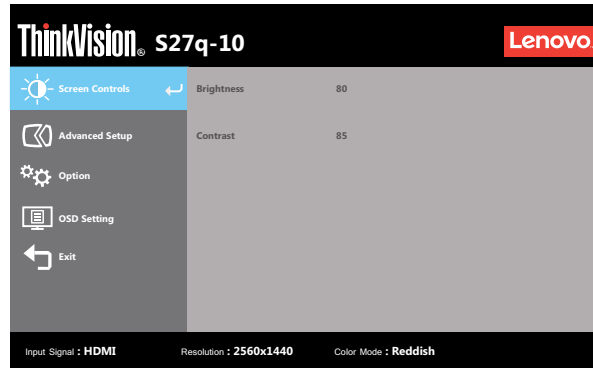 ThinkVision® S27q-10
Lenovo.
Screen Controls
Brightness 80
Advanced Setup
Contrast 85
Option
OSD Setting
Exit
Input Signal : HDMI Resolution : 2560x1440 Color Mode : Reddish